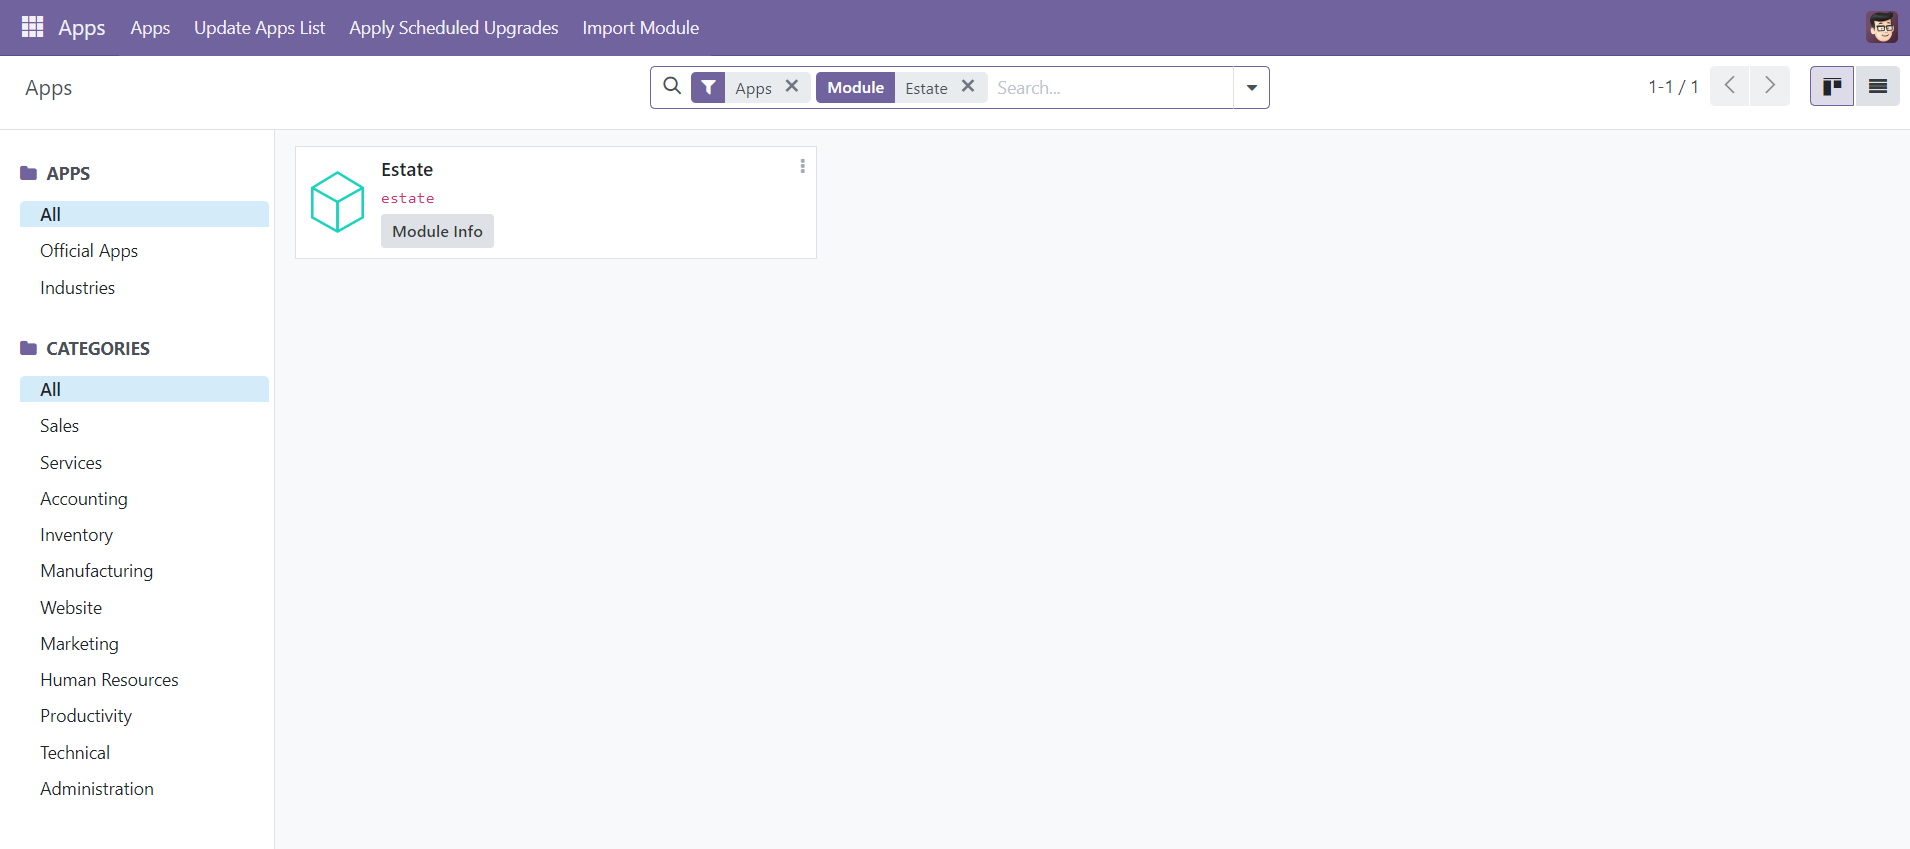 Apps Apps Update Apps List Apply Scheduled Upgrades Import Module
Apps Apps Module Estate Search... 1-1 / 1
APPS
All
Official Apps
Industries
CATEGORIES
All
Sales
Services
Accounting
Inventory
Manufacturing
Website
Marketing
Human Resources
Productivity
Technical
Administration
Estate
estate
Module Info